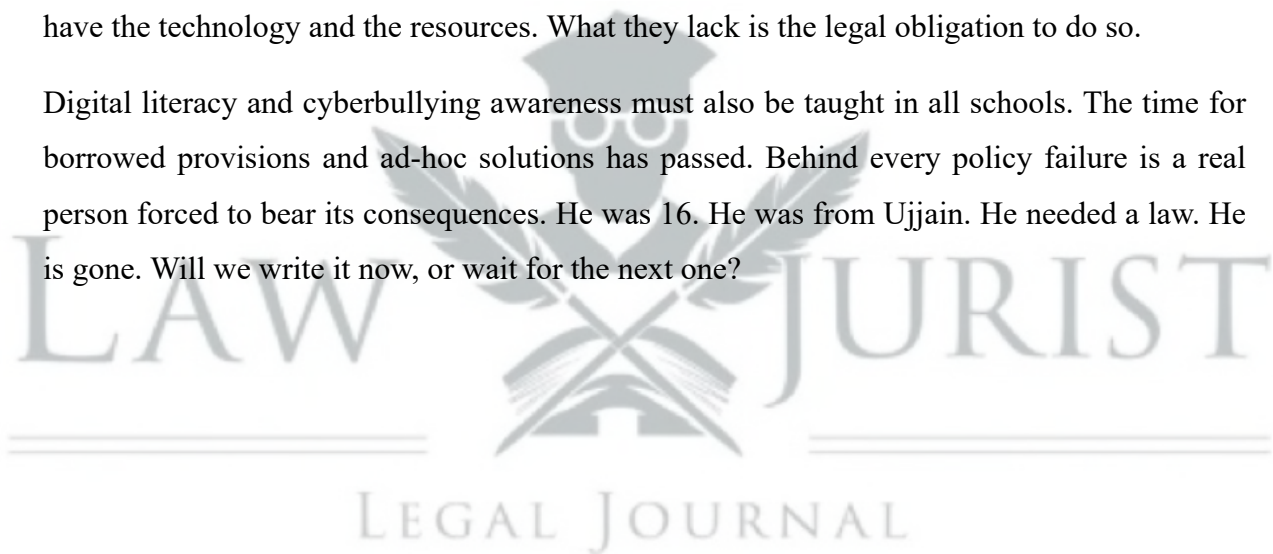 have the technology and the resources. What they lack is the legal obligation to do so.
Digital literacy and cyberbullying awareness must also be taught in all schools. The time for
borrowed provisions and ad-hoc solutions has passed. Behind every policy failure is a real
person forced to bear its consequences. He was 16. He was from Ujjain. He needed a law. He
is gone. Will we write it now, or wait for the next one?
LAW JURIST
LEGAL JOURNAL